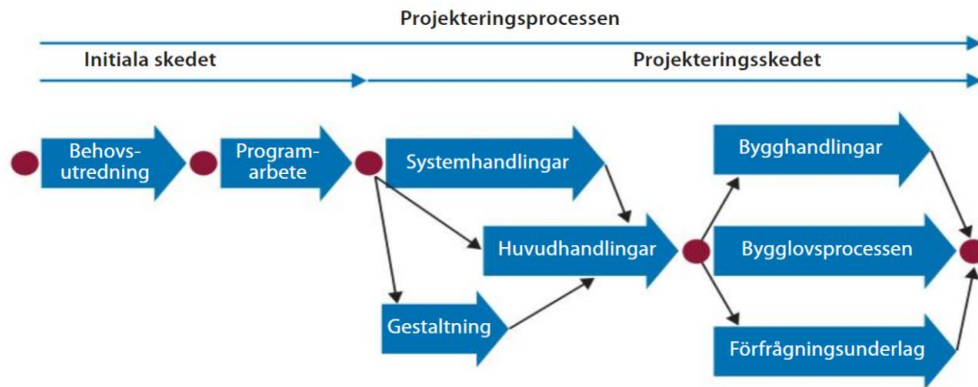 Projekteringsprocessen
Initiala skedet
Projekteringsskedet
Behovs-
utredning
Program-
arbete
Systemhandlingar
Bygghandlingar
Huvudhandlingar
Bygglovsprocessen
Gestaltning
Förfrågningsunderlag